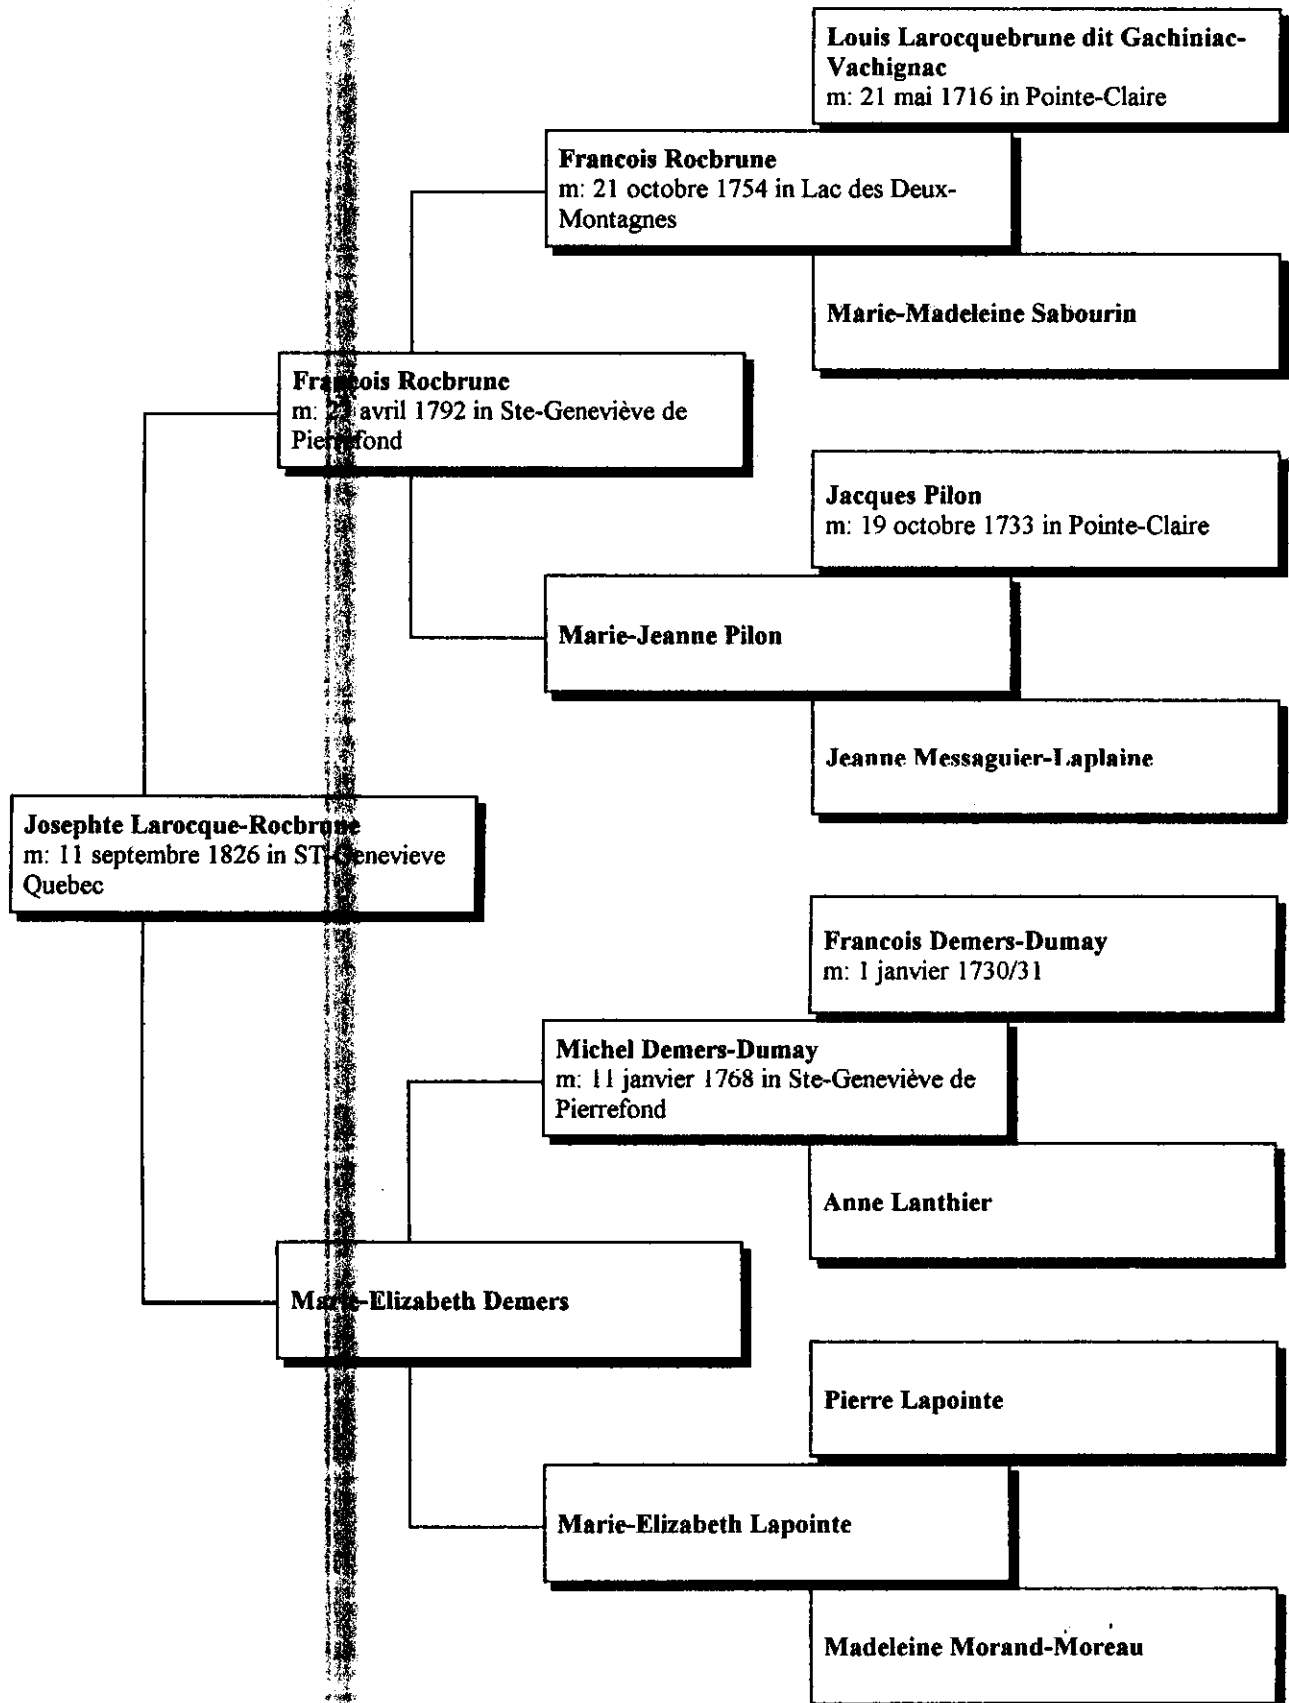 Louis Larocquebrune dit Gachiniac-
Vachignac
m: 21 mai 1716 in Pointe-Claire
Francois Rocbrune
m: 21 octobre 1754 in Lac des Deux-
Montagnes
Marie-Madeleine Sabourin
Francois Rocbrune
m: avril 1792 in Ste-Geneviève de
Pierrefond
Jacques Pilon
m: 19 octobre 1733 in Pointe-Claire
Marie-Jeanne Pilon
Jeanne Messaguier-Laplaine
Josephte Larocque-Rocbrune
m: 11 septembre 1826 in ST-Genevieve
Quebec
Francois Demers-Dumay
m: 1 janvier 1730/31
Michel Demers-Dumay
m: 11 janvier 1768 in Ste-Geneviève de
Pierrefond
Anne Lanthier
Marie-Elizabeth Demers
Pierre Lapointe
Marie-Elizabeth Lapointe
Madeleine Morand-Moreau